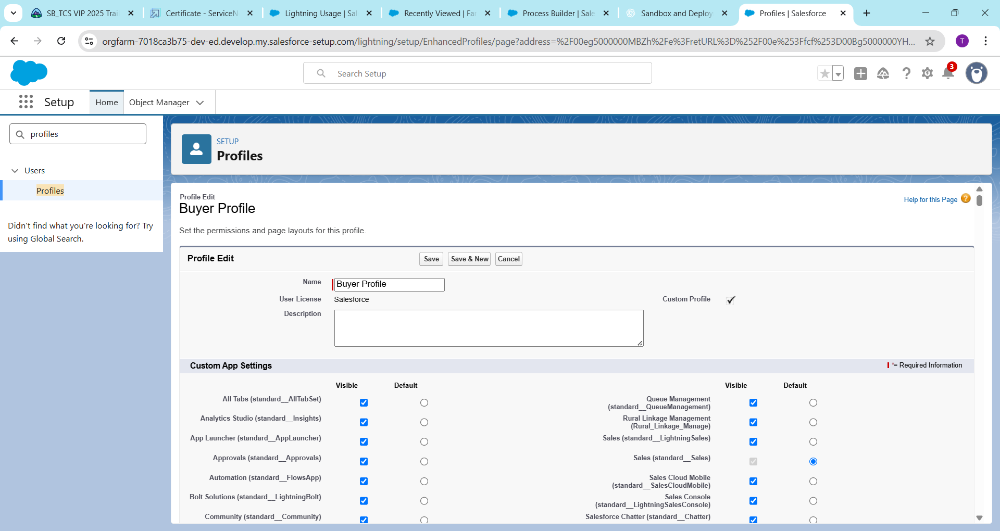 SB_TCS VIP 2025 Trail
Certificate - ServiceN
Lightning Usage | Sal
Recently Viewed | Far
Process Builder | Sale
Sandbox and Deploy
Profiles | Salesforce
orgfarm-7018ca3b75-dev-ed.develop.my.salesforce-setup.com/lightning/setup/EnhancedProfiles/page?address=%2F00eg5000000MBZh%2Fe%3FretURL%3D%252F00e%253Ffcf%253D00Bg5000000YH...
T
Search Setup
3
Setup
Home
Object Manager
profiles
Users
Profiles
Didn't find what you're looking for? Try
using Global Search.
SETUP
Profiles
Profile Edit
Buyer Profile
Help for this Page
Set the permissions and page layouts for this profile.
Profile Edit
Save
Save & New
Cancel
Name
Buyer Profile
User License
Salesforce
Custom Profile
Description
Custom App Settings
*= Required Information
Visible Default
Visible Default
All Tabs (standard__AllTabSet)
Queue Management
(standard__QueueManagement)
Analytics Studio (standard__Insights)
Rural Linkage Management
(Rural_Linkage_Manage)
App Launcher (standard__AppLauncher)
Sales (standard__LightningSales)
Approvals (standard__Approvals)
Sales (standard__Sales)
Automation (standard__FlowsApp)
Sales Cloud Mobile
(standard__SalesCloudMobile)
Bolt Solutions (standard__LightningBolt)
Sales Console
(standard__LightningSalesConsole)
Community (standard__Community)
Salesforce Chatter (standard__Chatter)